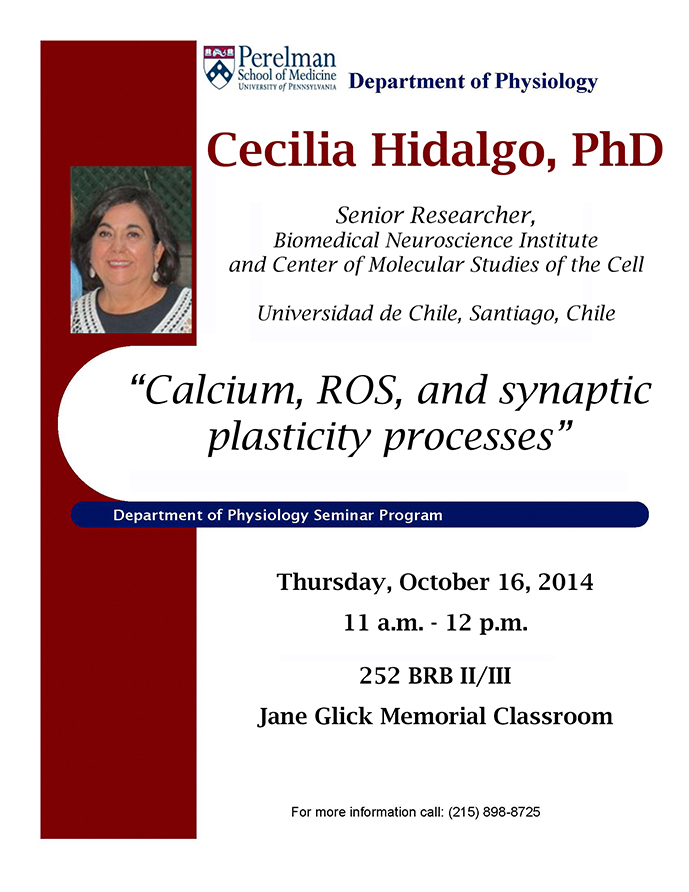 Perelman
School of Medicine
University of Pennsylvania
Department of Physiology
Cecilia Hidalgo, PhD
Senior Researcher,
Biomedical Neuroscience Institute
and Center of Molecular Studies of the Cell
Universidad de Chile, Santiago, Chile
“Calcium, ROS, and synaptic
plasticity processes”
Department of Physiology Seminar Program
Thursday, October 16, 2014
11 a.m. - 12 p.m.
252 BRB II/III
Jane Glick Memorial Classroom
For more information call: (215) 898-8725